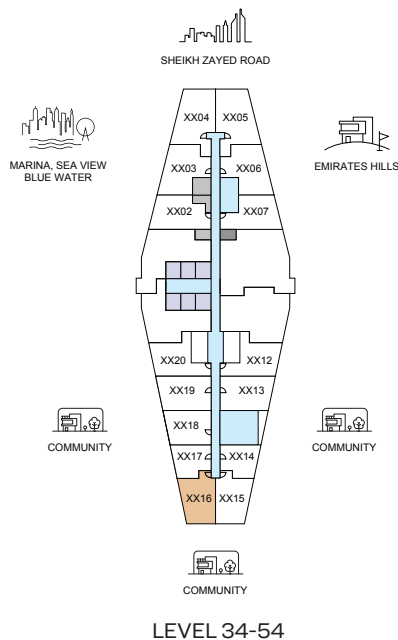 SHEIKH ZAYED ROAD
XX04 XX05
MARINA, SEA VIEW
BLUE WATER
EMIRATES HILLS
XX03 XX06
XX02 XX07
XX20 XX12
XX19 XX13
XX18
COMMUNITY
COMMUNITY
XX17 XX14
XX16 XX15
COMMUNITY
LEVEL 34-54